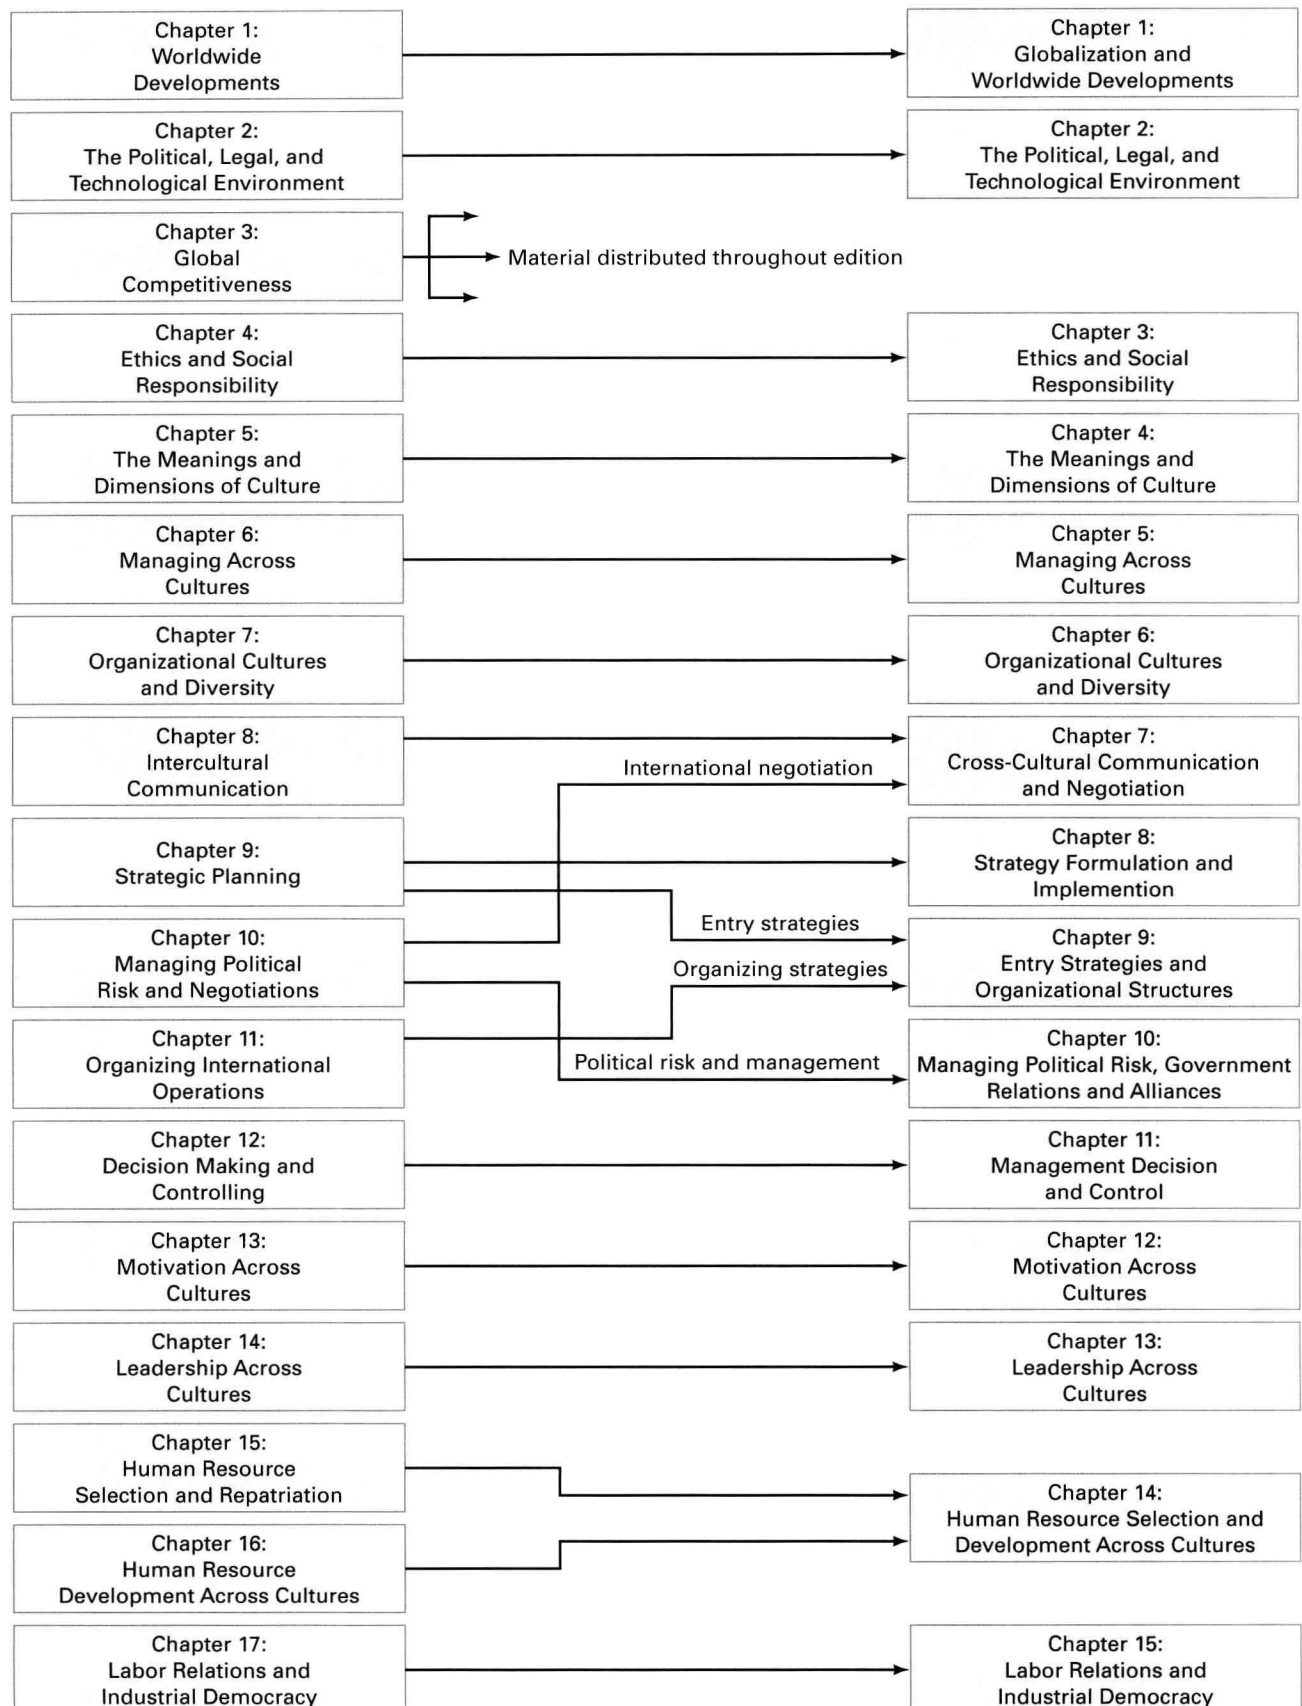 Chapter 1:
Worldwide
Developments
Chapter 1:
Globalization and
Worldwide Developments
Chapter 2:
The Political, Legal, and
Technological Environment
Chapter 2:
The Political, Legal, and
Technological Environment
Chapter 3:
Global
Competitiveness
Material distributed throughout edition
Chapter 4:
Ethics and Social
Responsibility
Chapter 3:
Ethics and Social
Responsibility
Chapter 5:
The Meanings and
Dimensions of Culture
Chapter 4:
The Meanings and
Dimensions of Culture
Chapter 6:
Managing Across
Cultures
Chapter 5:
Managing Across
Cultures
Chapter 7:
Organizational Cultures
and Diversity
Chapter 6:
Organizational Cultures
and Diversity
Chapter 8:
Intercultural
Communication
International negotiation
Chapter 7:
Cross-Cultural Communication
and Negotiation
Chapter 9:
Strategic Planning
Chapter 8:
Strategy Formulation and
Implemention
Chapter 10:
Managing Political
Risk and Negotiations
Entry strategies
Organizing strategies
Chapter 9:
Entry Strategies and
Organizational Structures
Chapter 11:
Organizing International
Operations
Political risk and management
Chapter 10:
Managing Political Risk, Government
Relations and Alliances
Chapter 12:
Decision Making and
Controlling
Chapter 11:
Management Decision
and Control
Chapter 13:
Motivation Across
Cultures
Chapter 12:
Motivation Across
Cultures
Chapter 14:
Leadership Across
Cultures
Chapter 13:
Leadership Across
Cultures
Chapter 15:
Human Resource
Selection and Repatriation
Chapter 14:
Human Resource Selection and
Development Across Cultures
Chapter 16:
Human Resource
Development Across Cultures
Chapter 17:
Labor Relations and
Industrial Democracy
Chapter 15:
Labor Relations and
Industrial Democracy